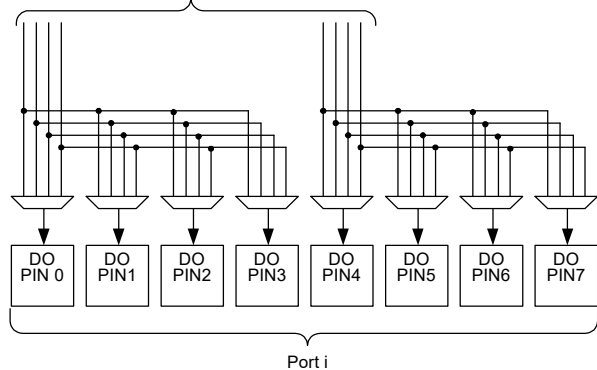 DO
PIN 0
DO
PIN1
DO
PIN2
DO
PIN3
DO
PIN4
DO
PIN5
DO
PIN6
DO
PIN7
Port i